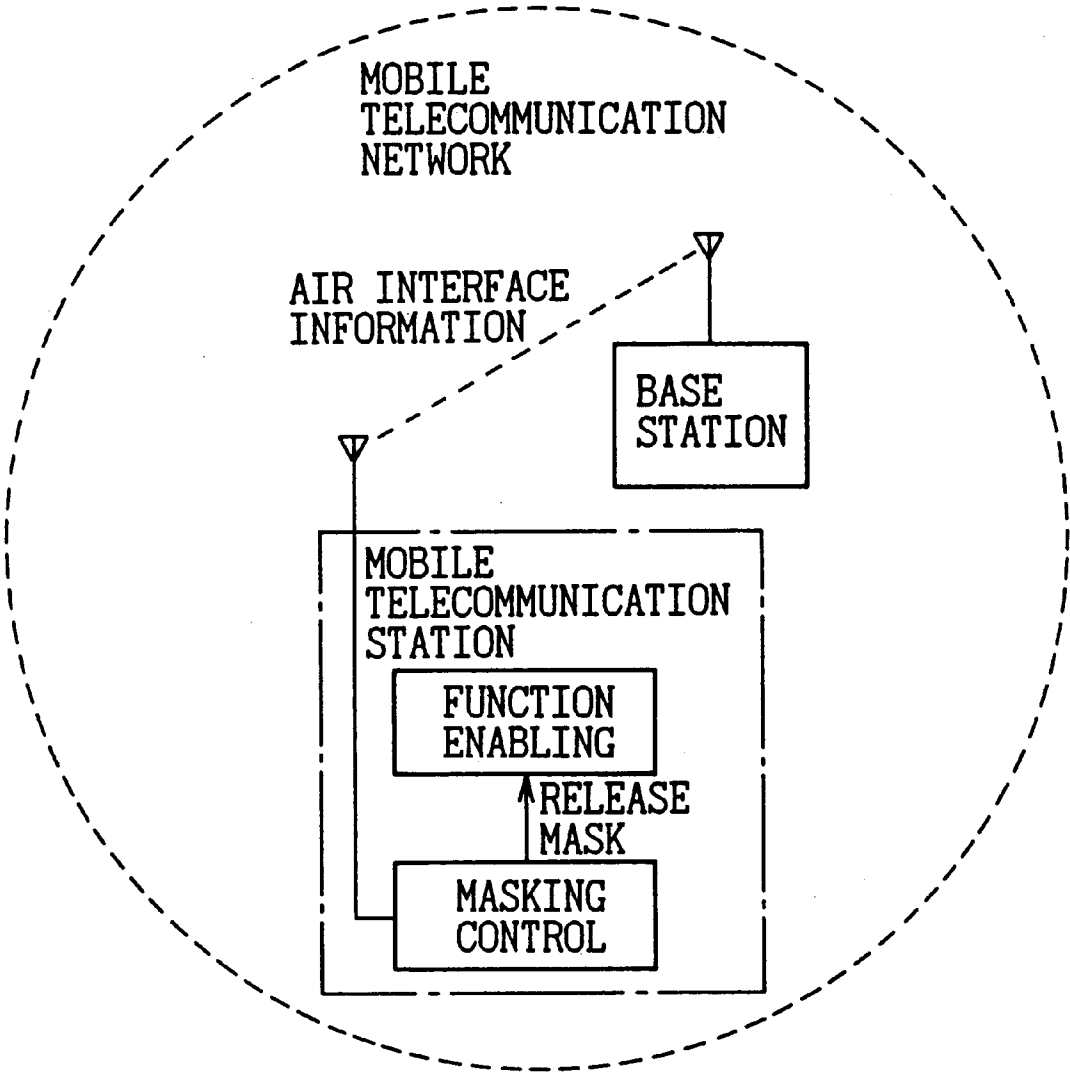 MOBILE
TELECOMMUNICATION
NETWORK
AIR INTERFACE
INFORMATION
BASE
STATION
MOBILE
TELECOMMUNICATION
STATION
FUNCTION
ENABLING
RELEASE
MASK
MASKING
CONTROL